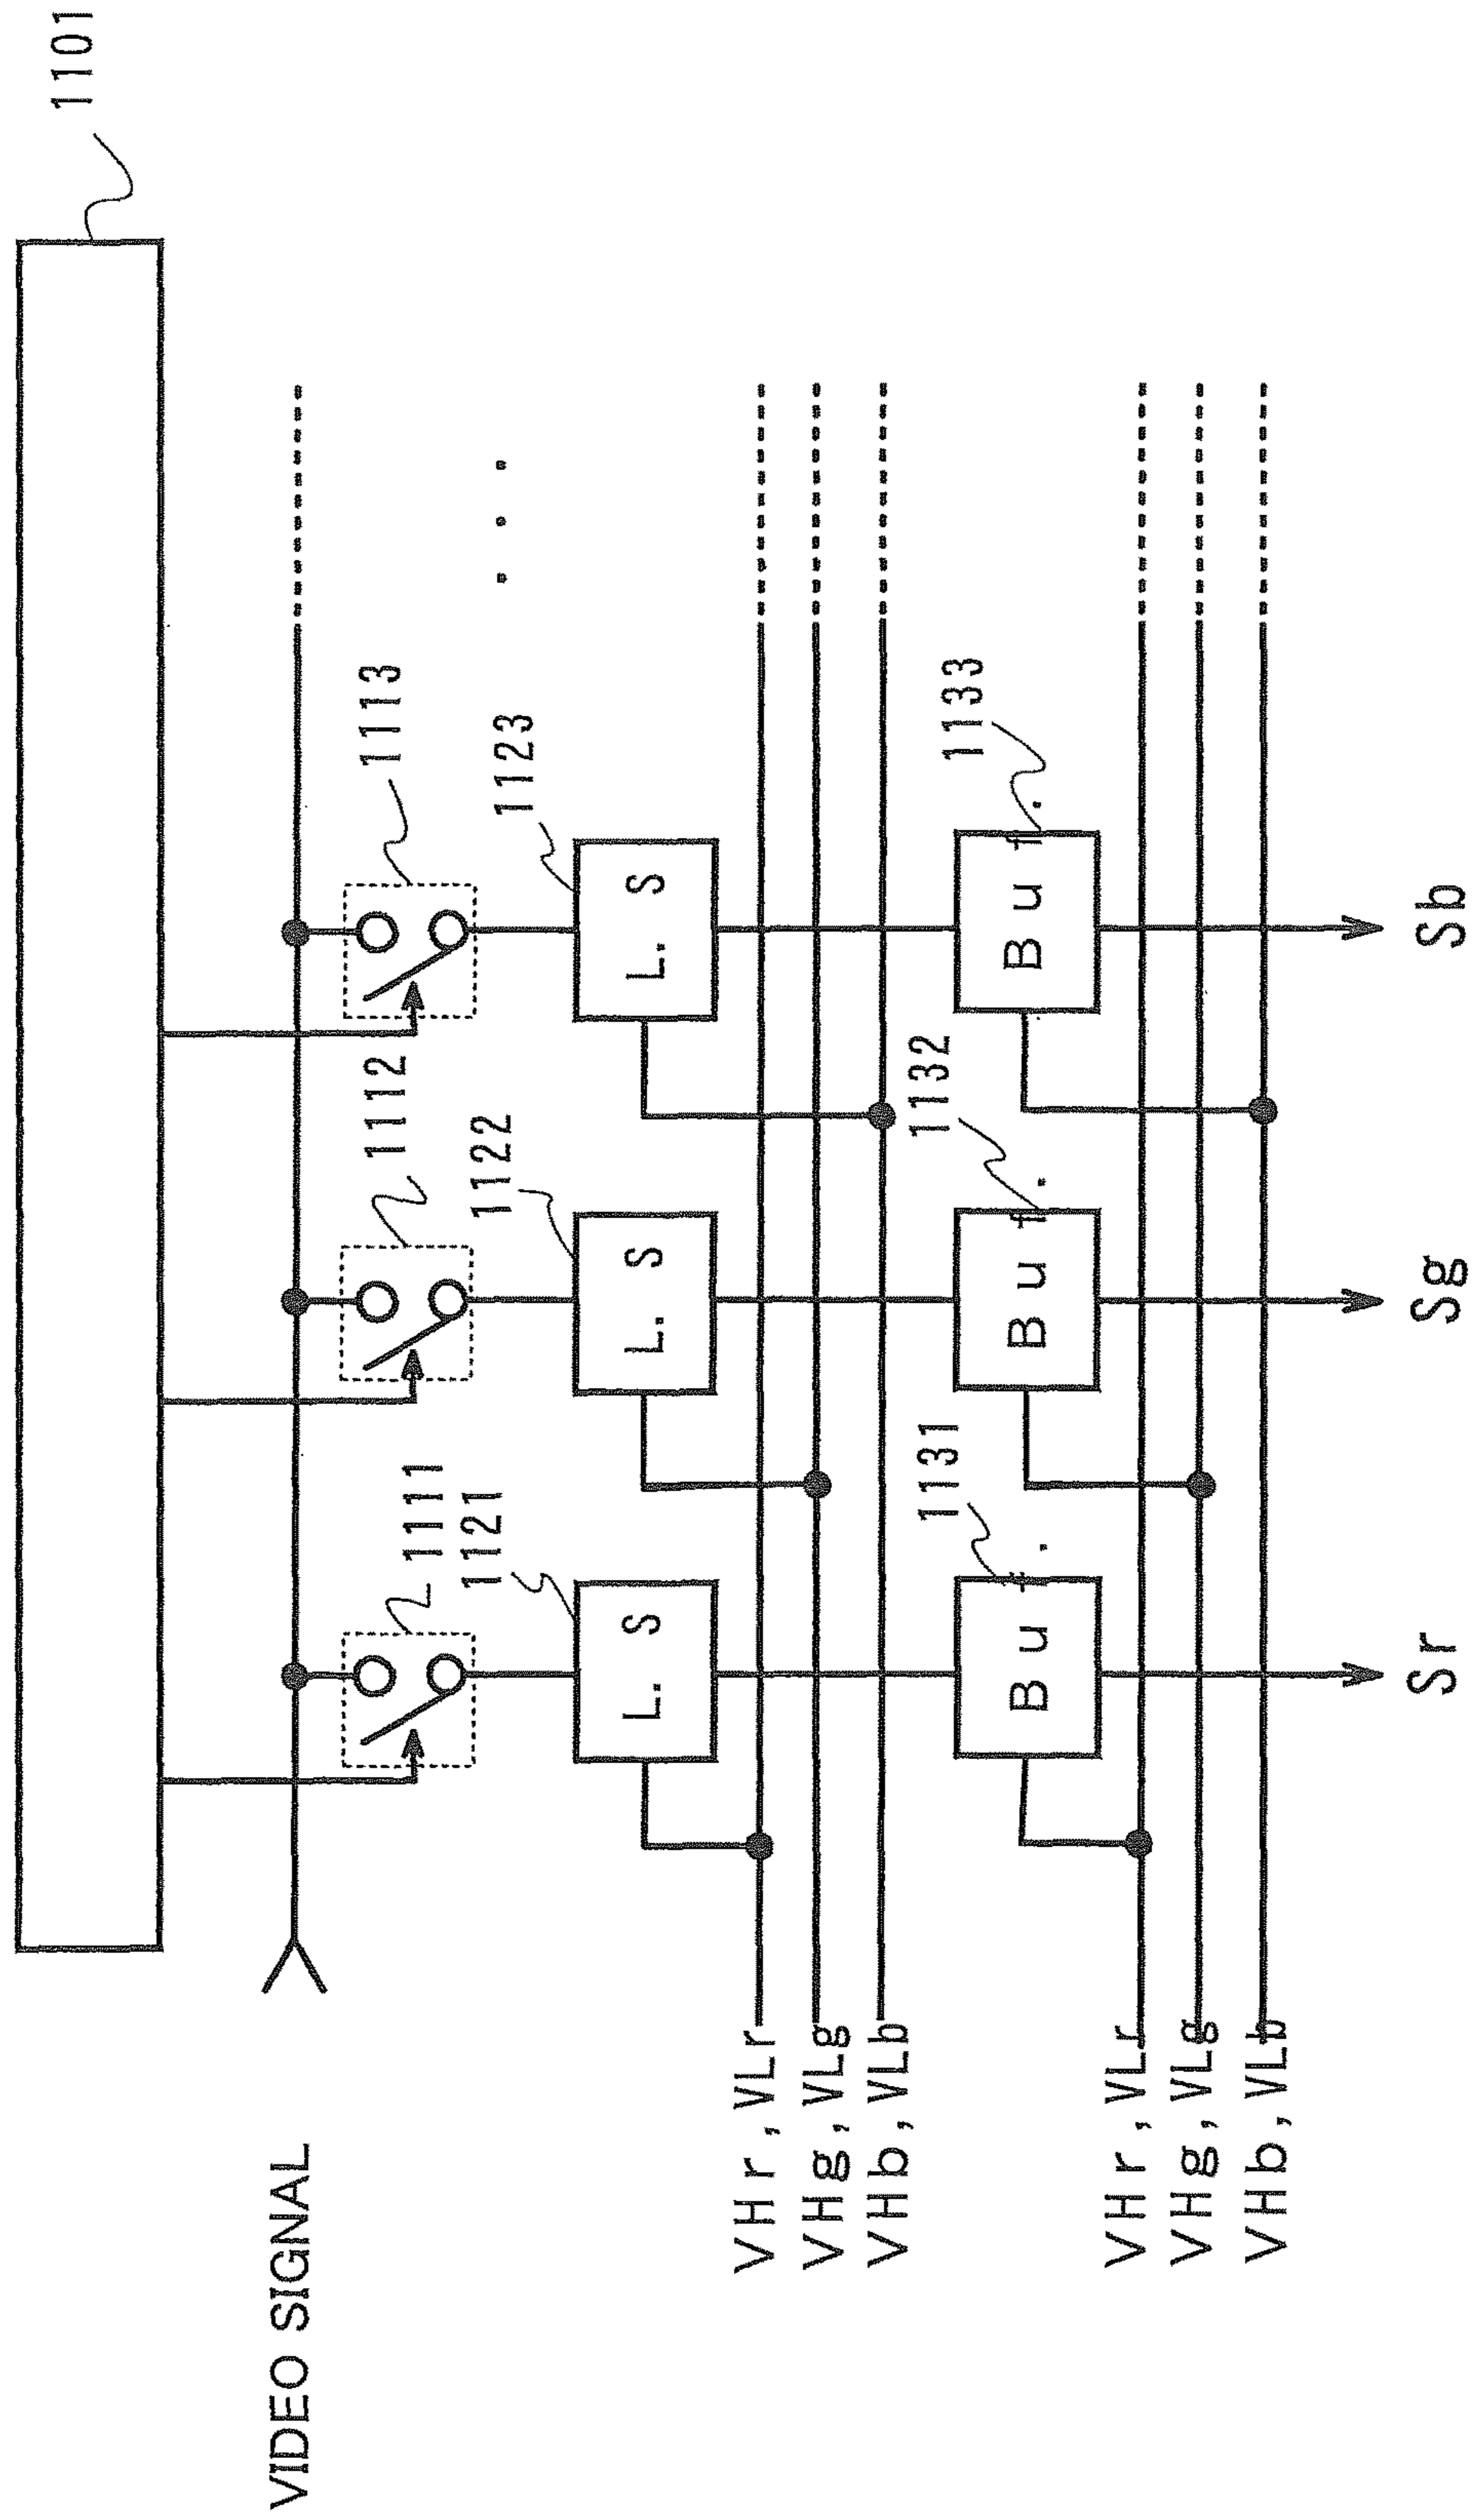 1101
VIDEO SIGNAL
1111
1112
1113
1121
1122
1123
L. S
L. S
L. S
VHr, VLr
VHg, VLg
VHb, VLb
1131
1132
1133
Buf.
Buf.
Buf.
VHr, VLr
VHg, VLg
VHb, VLb
Sr
Sg
Sb